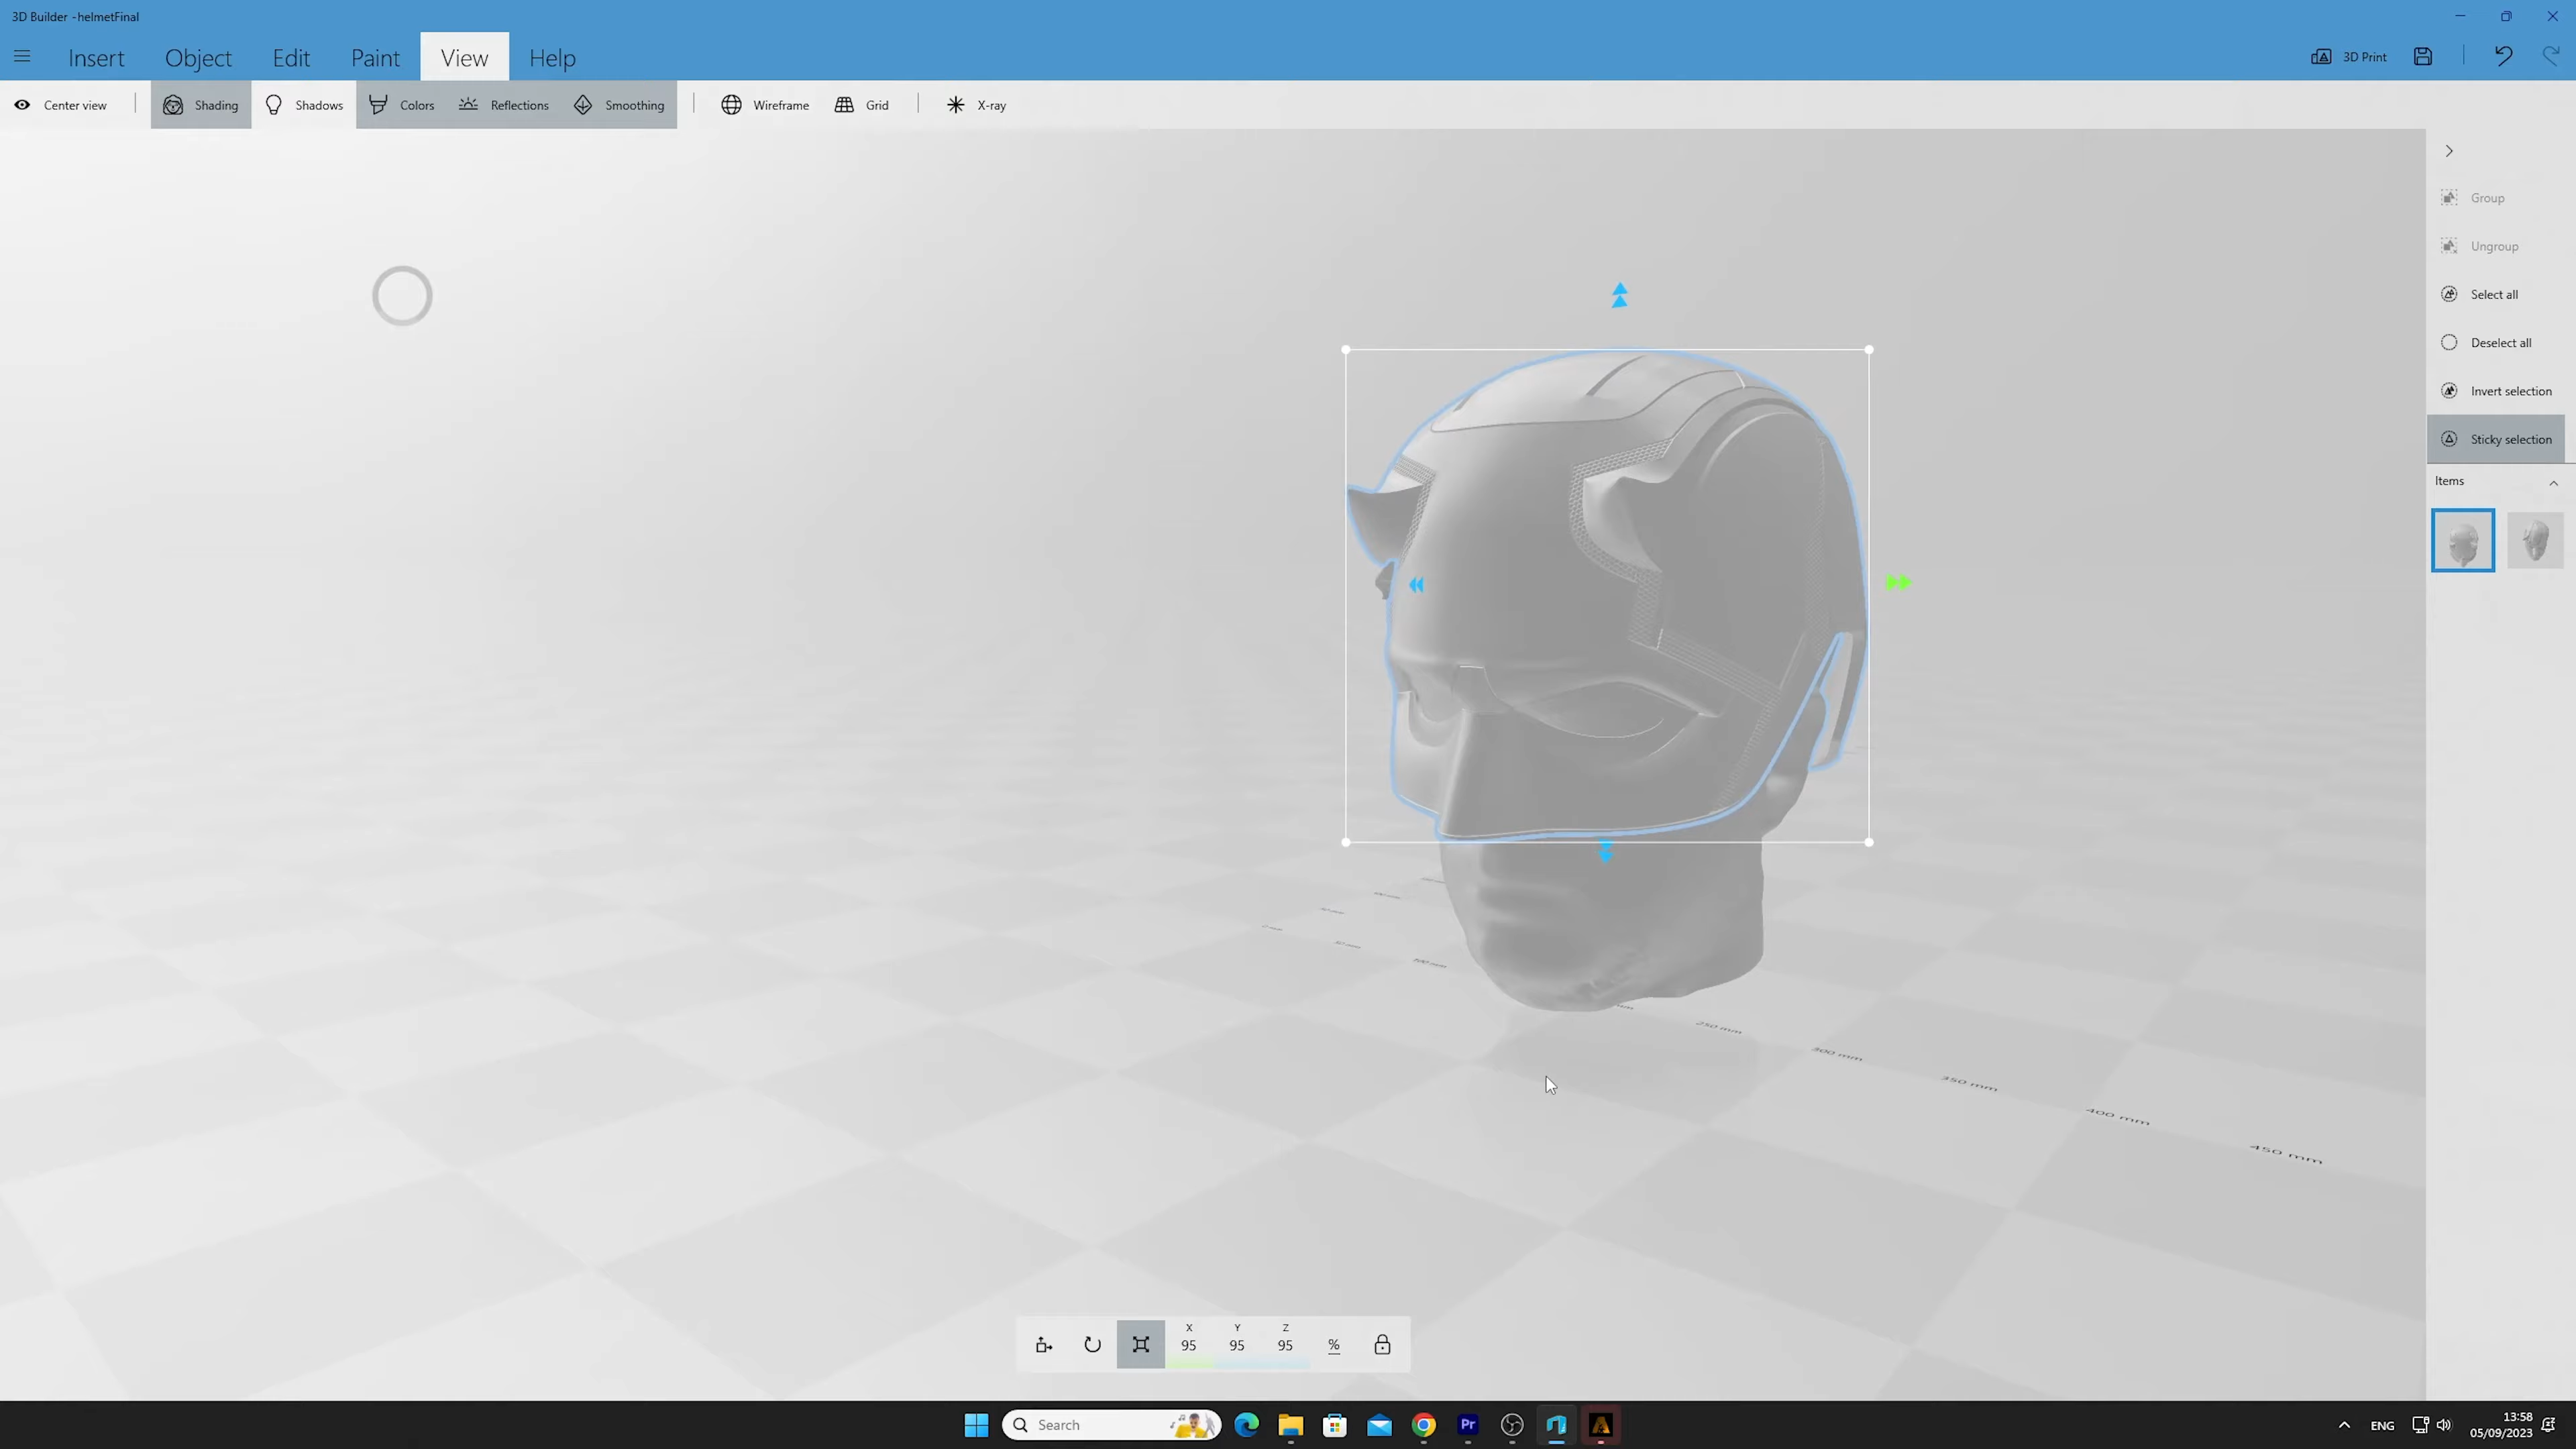 3D Builder - helmetFinal
Insert Object Edit Paint View Help 3D Print
Center view Shading Shadows Colors Reflections Smoothing Wireframe Grid X-ray
Group
Ungroup
Select all
Deselect all
Invert selection
Sticky selection
Items
250 mm
300 mm
350 mm
400 mm
450 mm
X Y Z
95 95 95 %
Search Pr ENG 13:58
05/09/2023